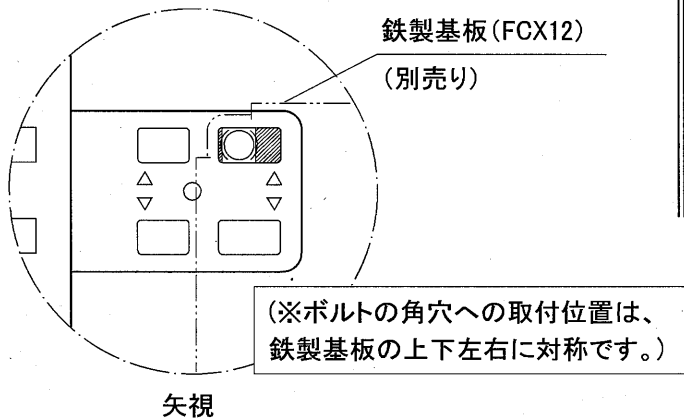 鉄製基板(FCX12)
(別売り)
(※ボルトの角穴への取付位置は、
鉄製基板の上下左右に対称です。)
矢視